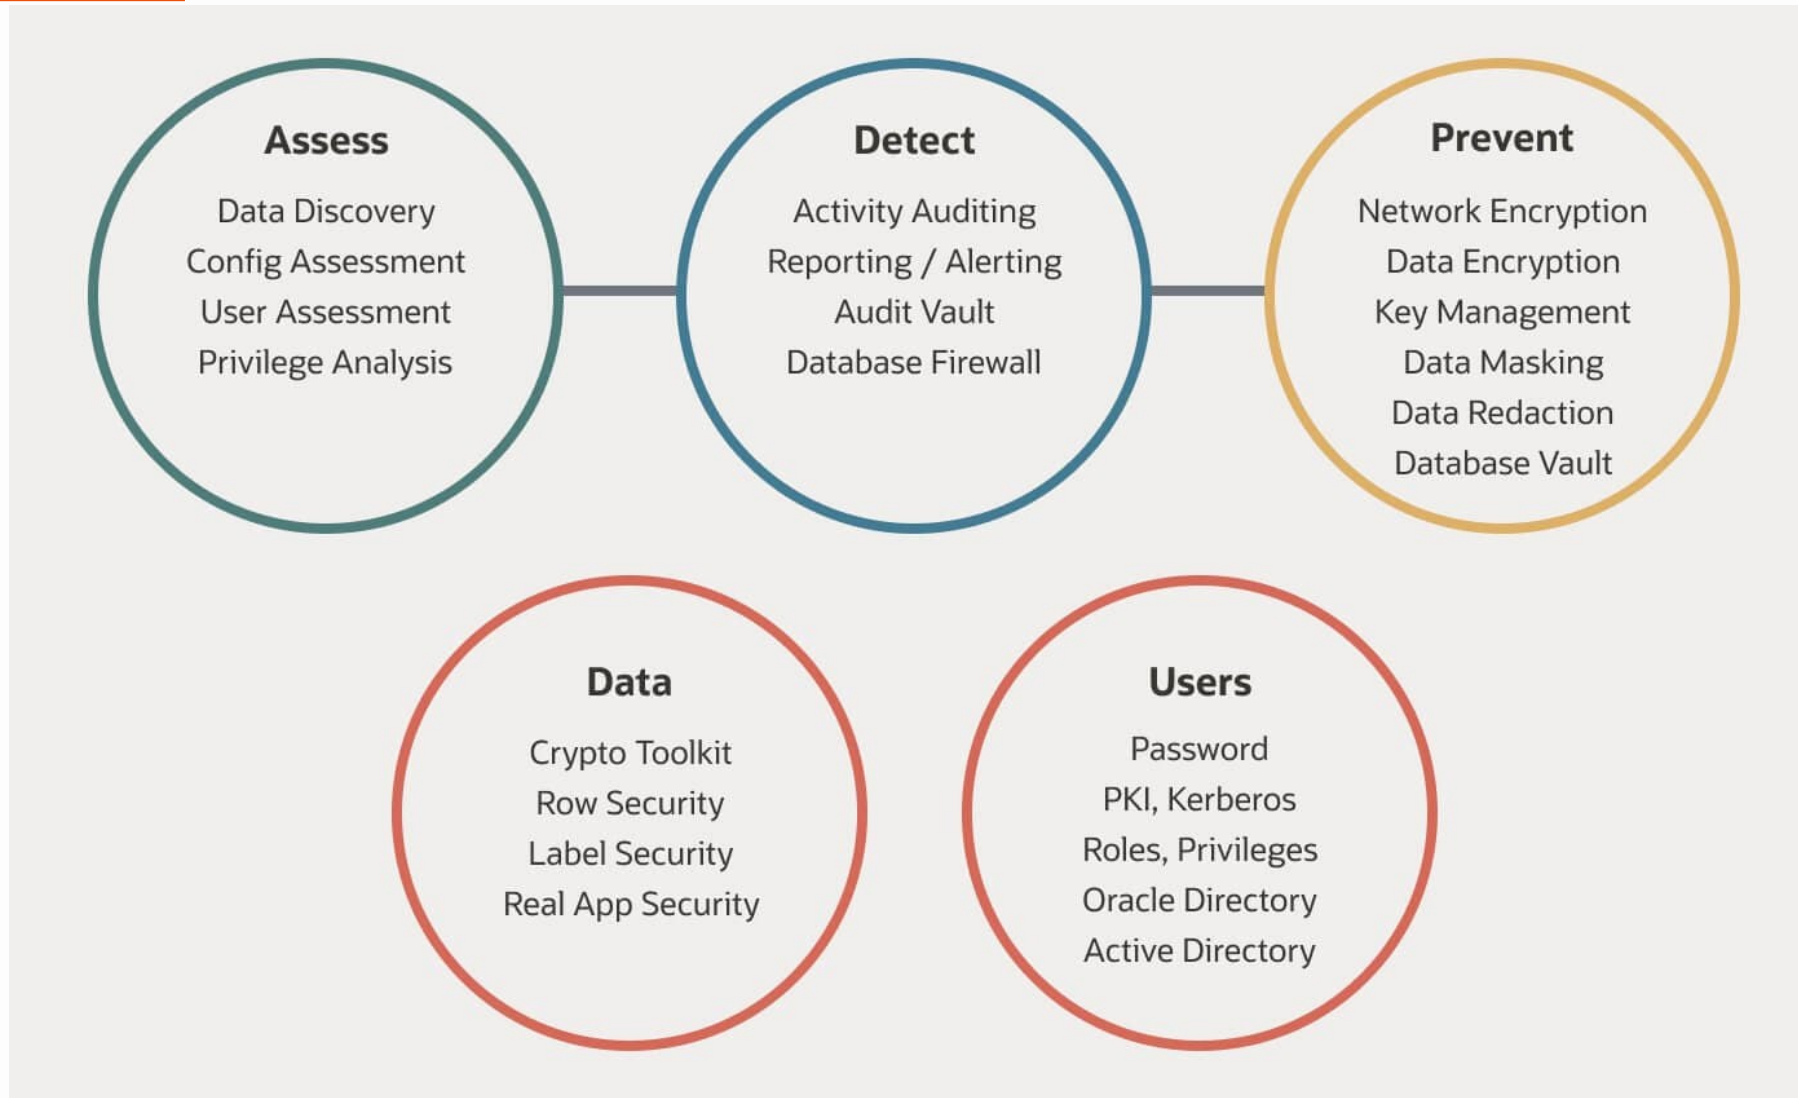 Assess
Data Discovery
Config Assessment
User Assessment
Privilege Analysis
Detect
Activity Auditing
Reporting / Alerting
Audit Vault
Database Firewall
Prevent
Network Encryption
Data Encryption
Key Management
Data Masking
Data Redaction
Database Vault
Data
Crypto Toolkit
Row Security
Label Security
Real App Security
Users
Password
PKI, Kerberos
Roles, Privileges
Oracle Directory
Active Directory